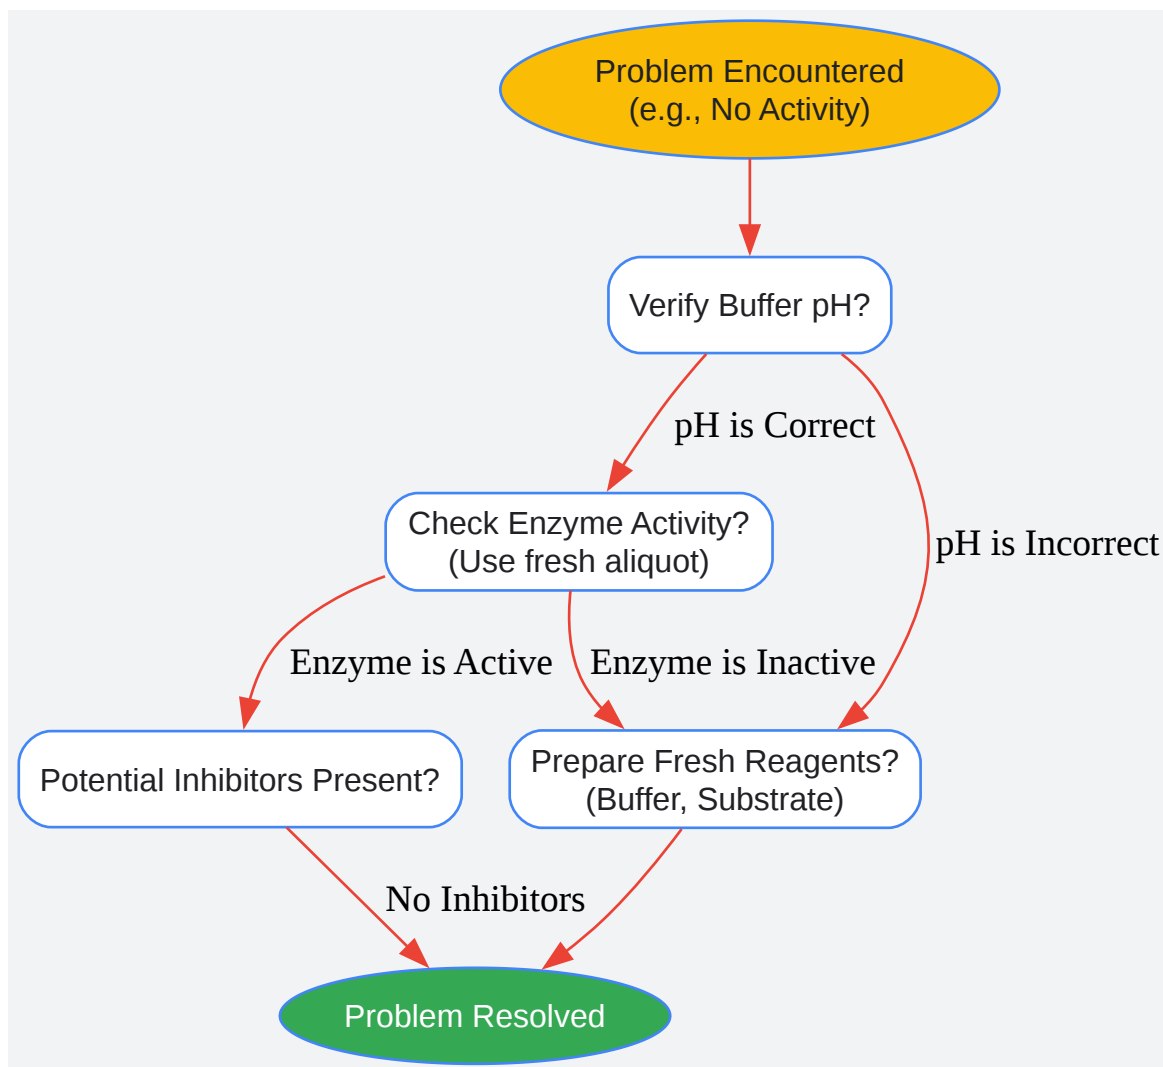 Problem Encountered
(e.g., No Activity)
Verify Buffer pH?
pH is Correct
Check Enzyme Activity?
(Use fresh aliquot)
pH is Incorrect
Enzyme is Active
Enzyme is Inactive
Potential Inhibitors Present?
Prepare Fresh Reagents?
(Buffer, Substrate)
No Inhibitors
Problem Resolved